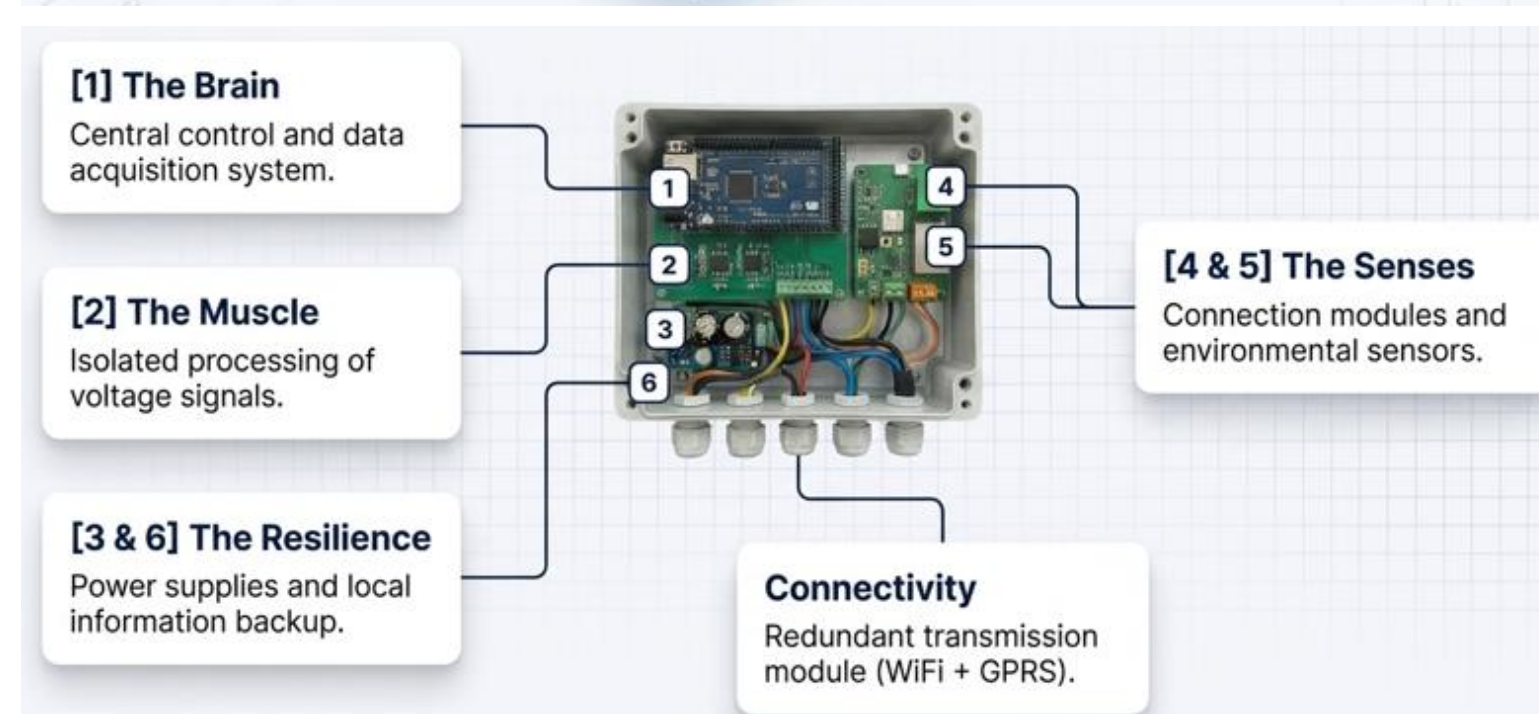 [1] The Brain
Central control and data
acquisition system.
[2] The Muscle
Isolated processing of
voltage signals.
[3 & 6] The Resilience
Power supplies and local
information backup.
1
2
3
6
4
5
[4 & 5] The Senses
Connection modules and
environmental sensors.
Connectivity
Redundant transmission
module (WiFi + GPRS).